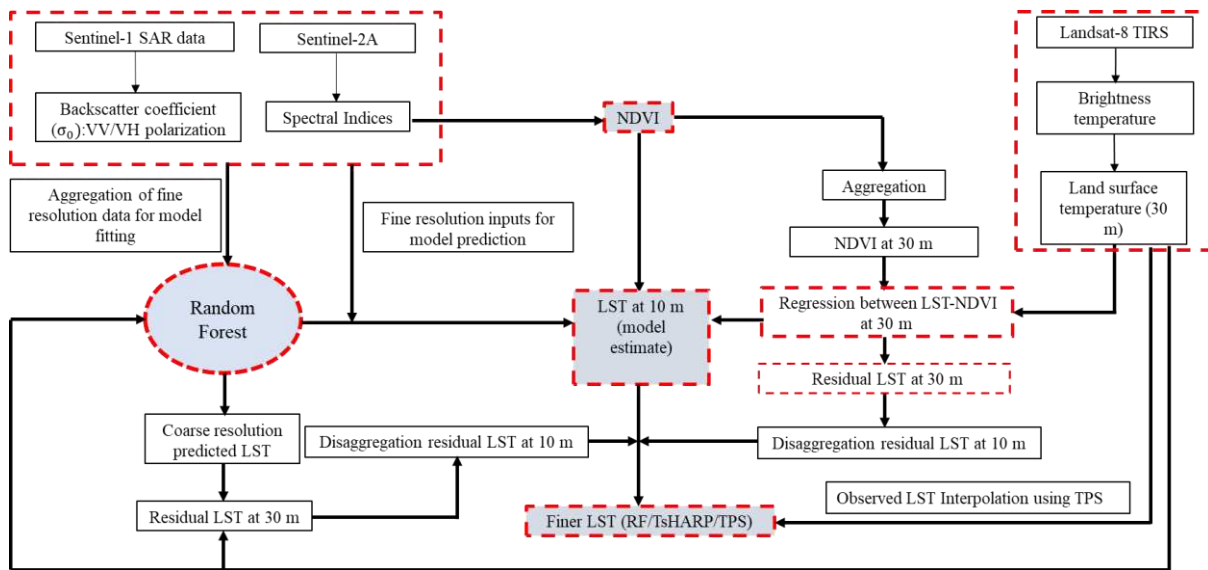 Sentinel-1 SAR data
Sentinel-2A
Landsat-8 TIRS
Backscatter coefficient
(σ₀):VV/VH polarization
Spectral Indices
NDVI
Brightness
temperature
Aggregation of fine
resolution data for model
fitting
Fine resolution inputs for
model prediction
Aggregation
Land surface
temperature (30
m)
NDVI at 30 m
Random
Forest
LST at 10 m
(model
estimate)
Regression between LST-NDVI
at 30 m
Residual LST at 30 m
Coarse resolution
predicted LST
Disaggregation residual LST at 10 m
Disaggregation residual LST at 10 m
Residual LST at 30 m
Finer LST (RF/TsHARP/TPS)
Observed LST Interpolation using TPS